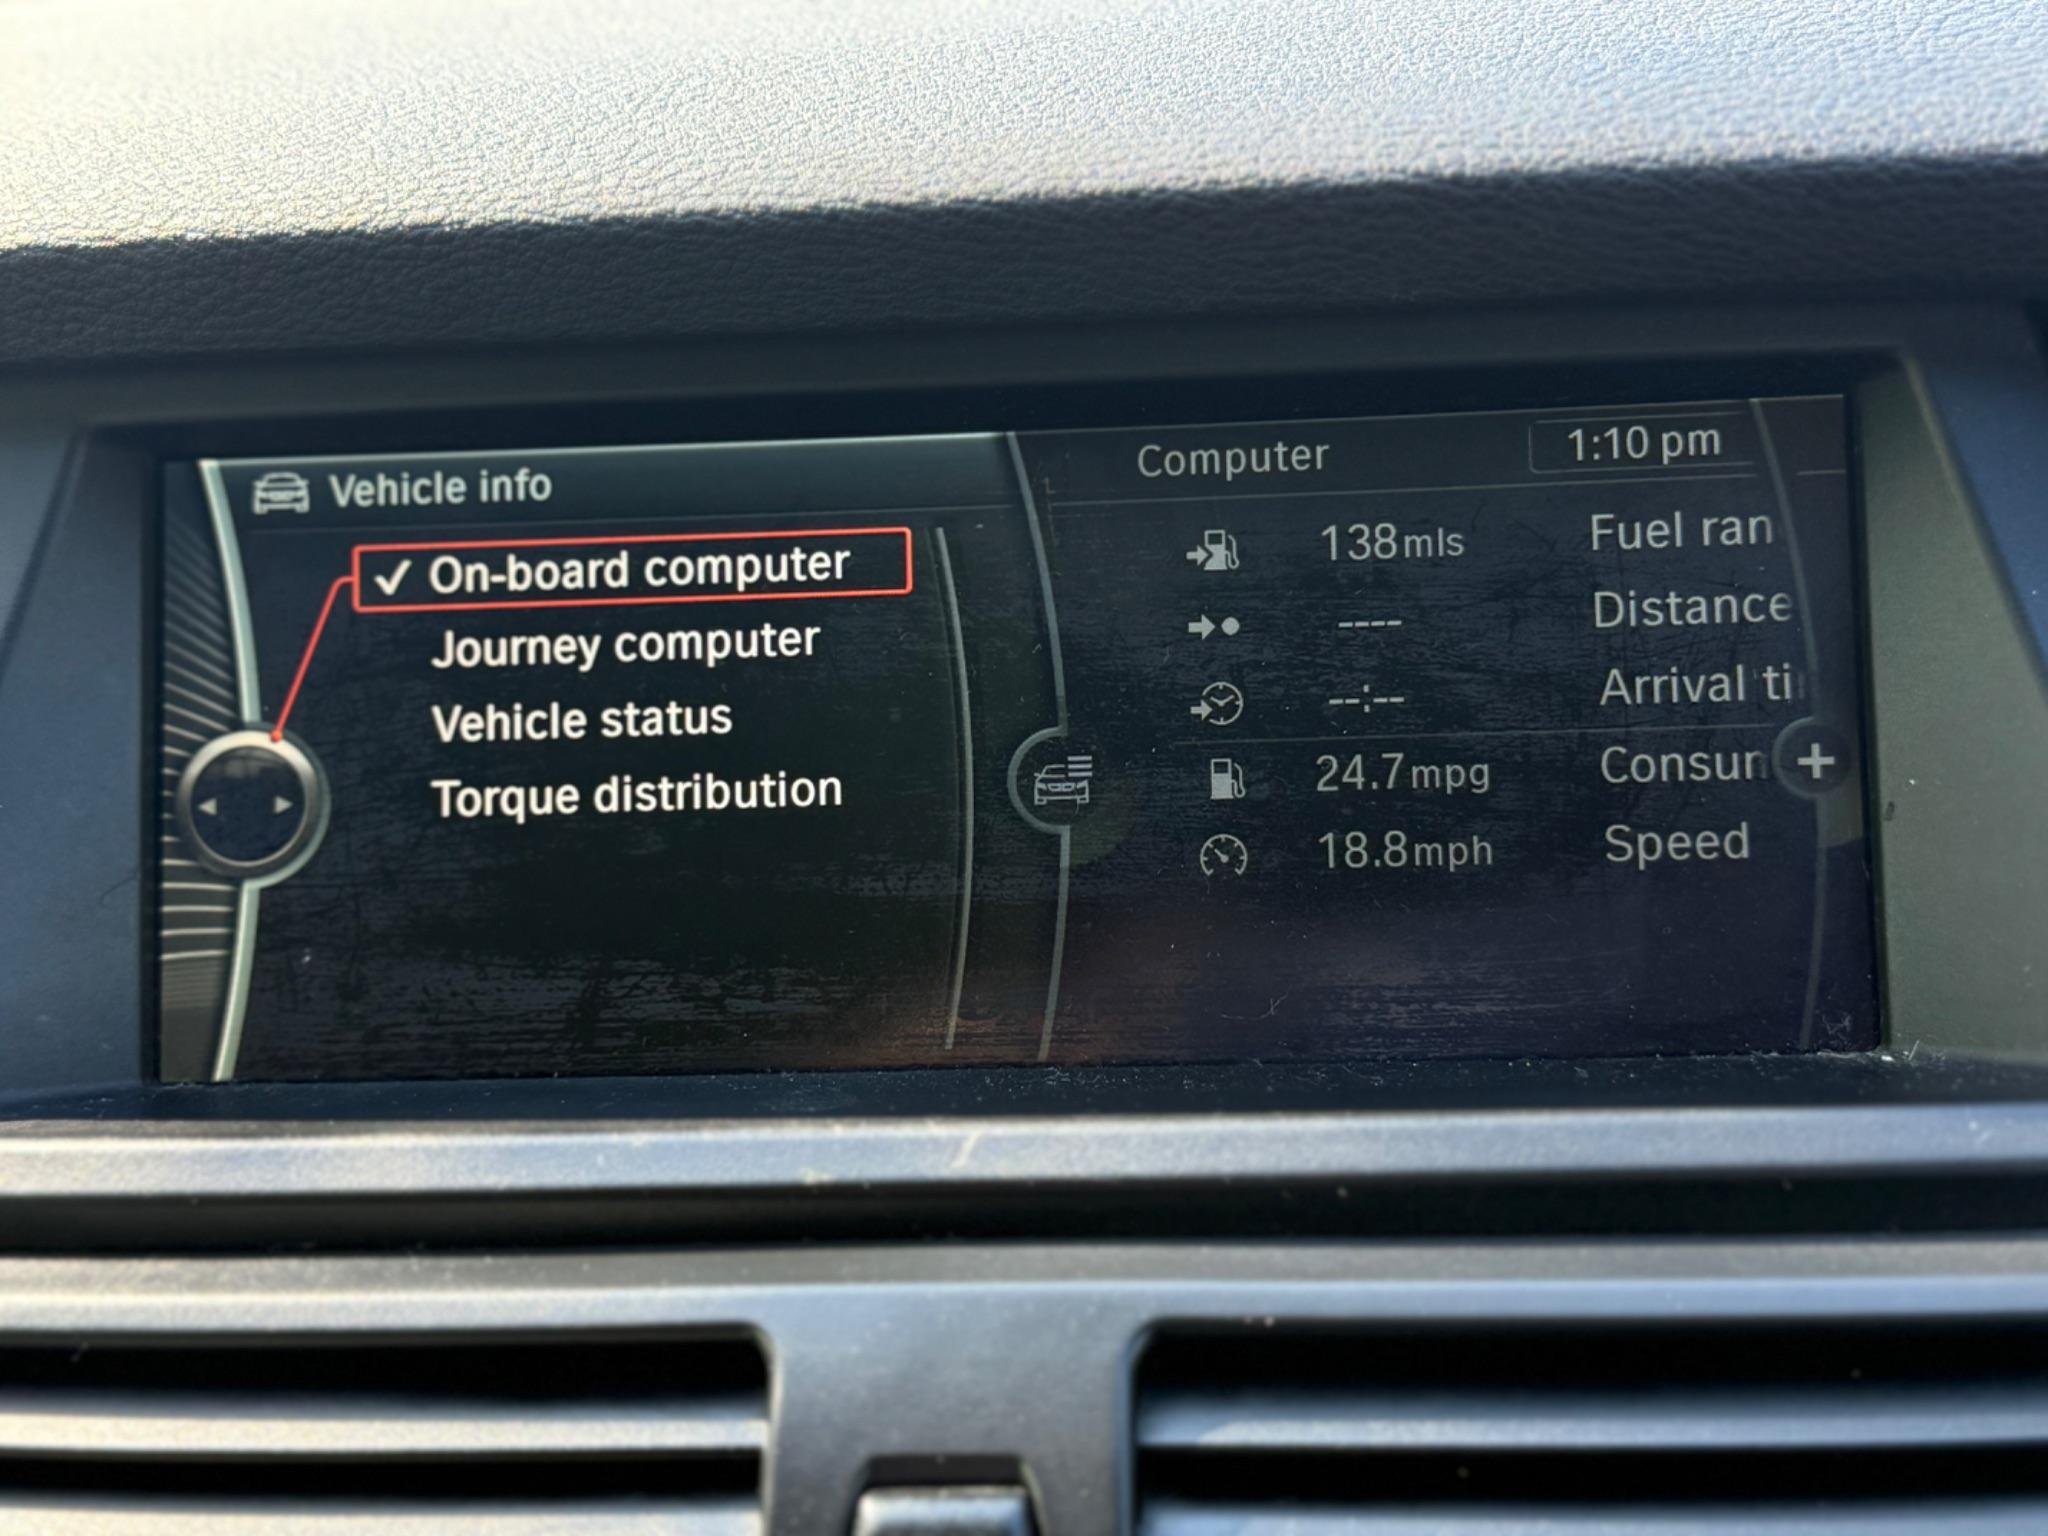 Vehicle info
✓ On-board computer
Journey computer
Vehicle status
Torque distribution
Computer 1:10 pm
138mls Fuel ran
---- Distance
--:-- Arrival ti
24.7mpg Consum
18.8mph Speed